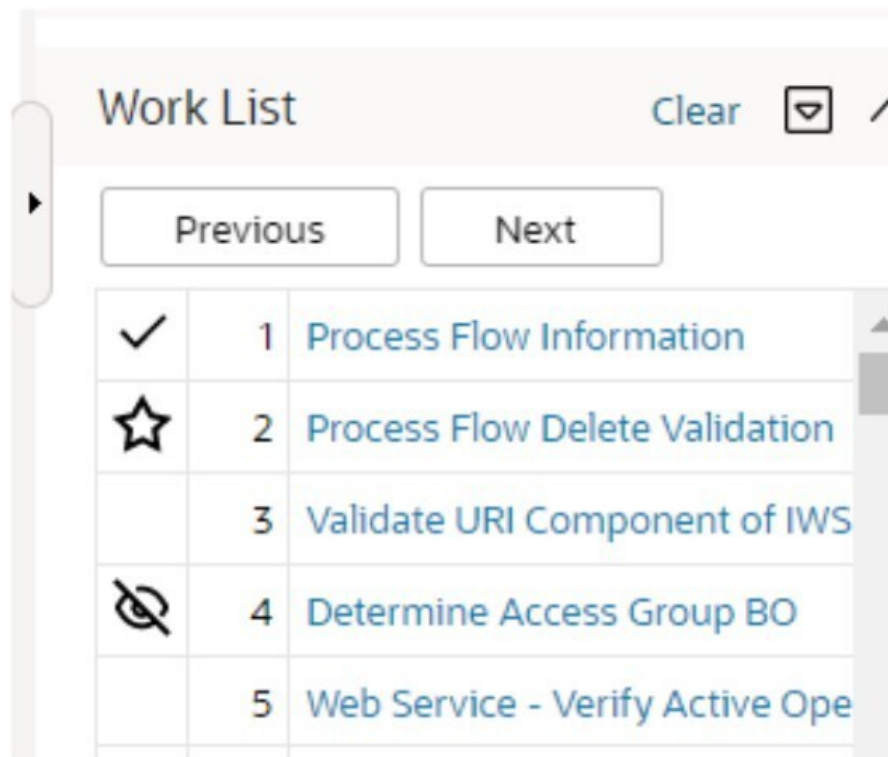 Work List Clear
Previous Next
1 Process Flow Information
2 Process Flow Delete Validation
3 Validate URI Component of IWS
4 Determine Access Group BO
5 Web Service - Verify Active Ope